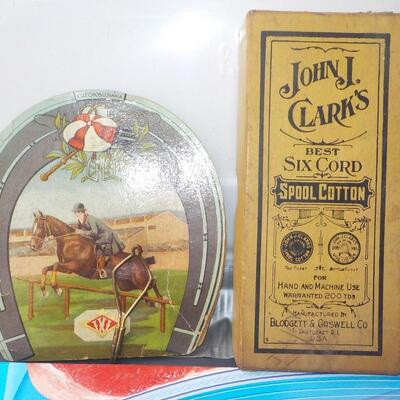 CZECHOSLOVAKIA
JOHN J.
CLARK'S
BEST
SIX CORD
SPOOL COTTON
FOR
HAND AND MACHINE USE
WARRANTED 200 YDS
MANUFACTURED BY
BLODGETT & ORSWELL CO
PAWTUCKET R.I.
U.S.A.